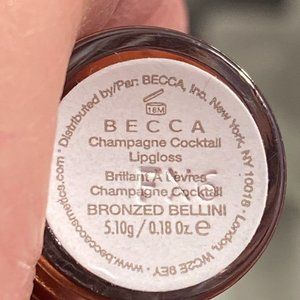 Distributed by/Par: BECCA, Inc. New York, NY 10018 - London, WC2E 9EY. • www.beccacosmetics.com •
18M
BECCA
Champagne Cocktail
Lipgloss
Brillant À Lèvres
Champagne Cocktail
BRONZED BELLINI
5.10g / 0.18 Oz. e